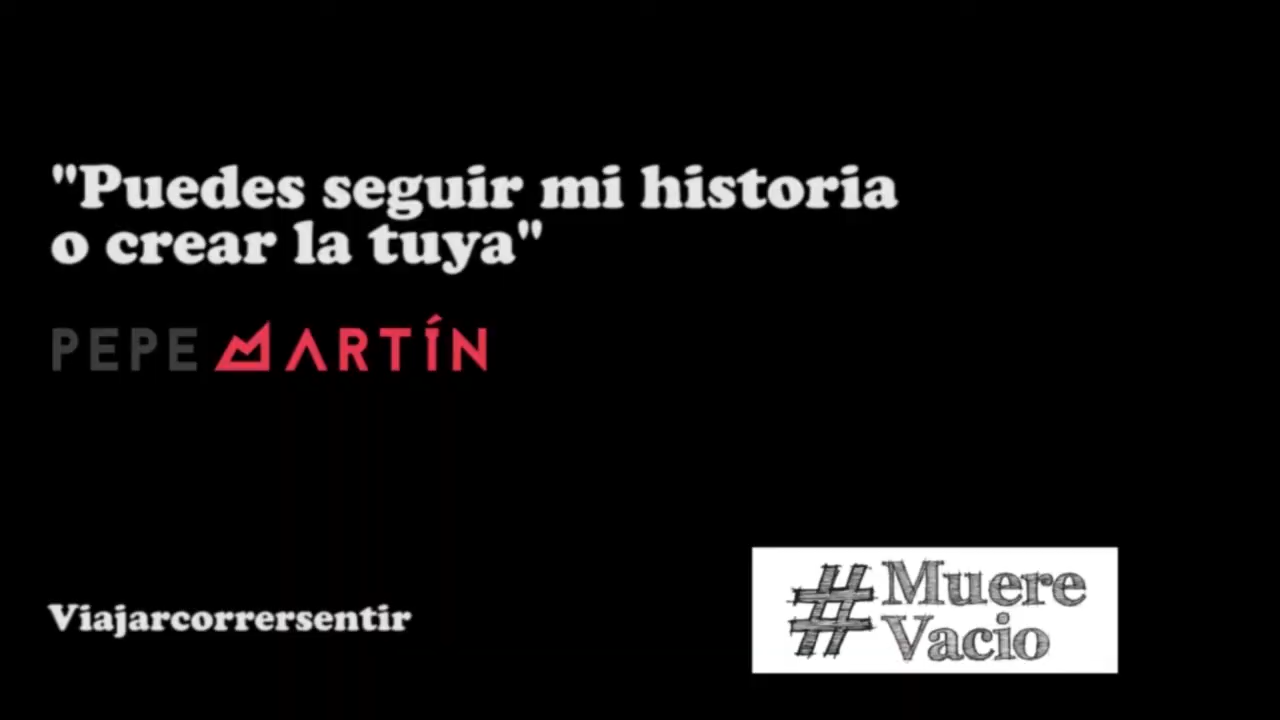 "Puedes seguir mi historia
o crear la tuya"
PEPE MARTÍN
Viajarcorrersentir
#Muere
Vacio